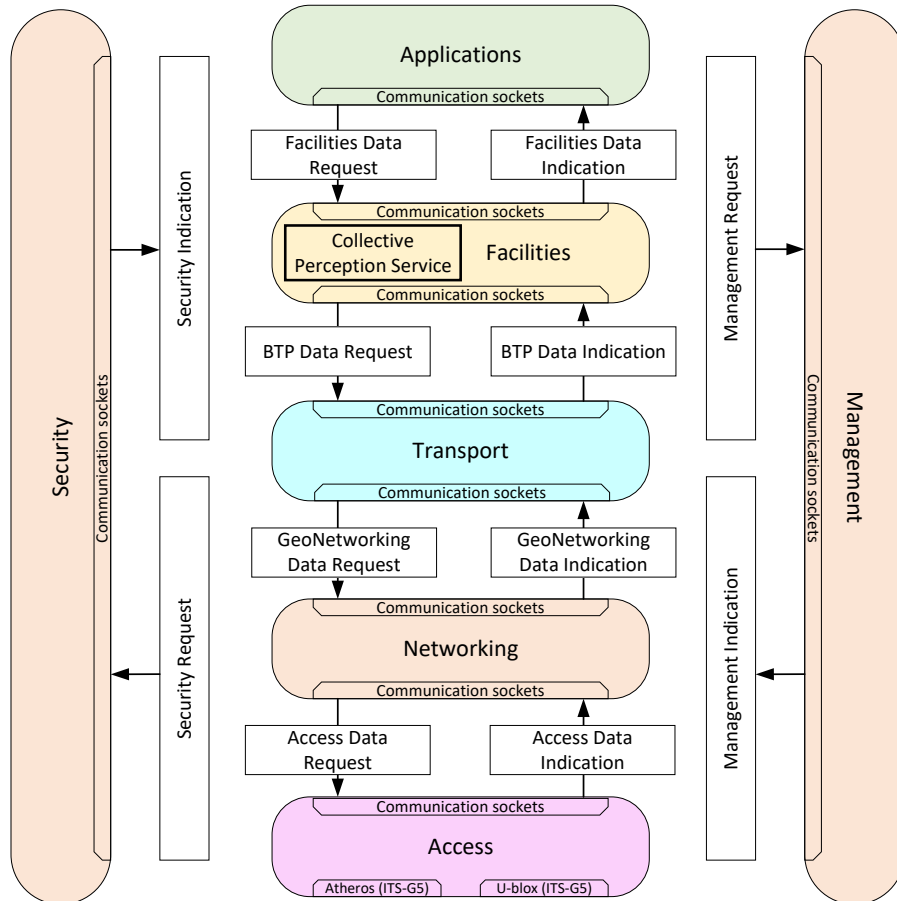 Applications
Communication sockets
Facilities Data
Request
Facilities Data
Indication
Communication sockets
Collective
Perception Service
Facilities
Communication sockets
BTP Data Request
BTP Data Indication
Communication sockets
Transport
Communication sockets
GeoNetworking
Data Request
GeoNetworking
Data Indication
Communication sockets
Networking
Communication sockets
Access Data
Request
Access Data
Indication
Communication sockets
Access
Atheros (ITS-G5)
U-blox (ITS-G5)
Security
Communication sockets
Security Indication
Security Request
Management Request
Management Indication
Communication sockets
Management